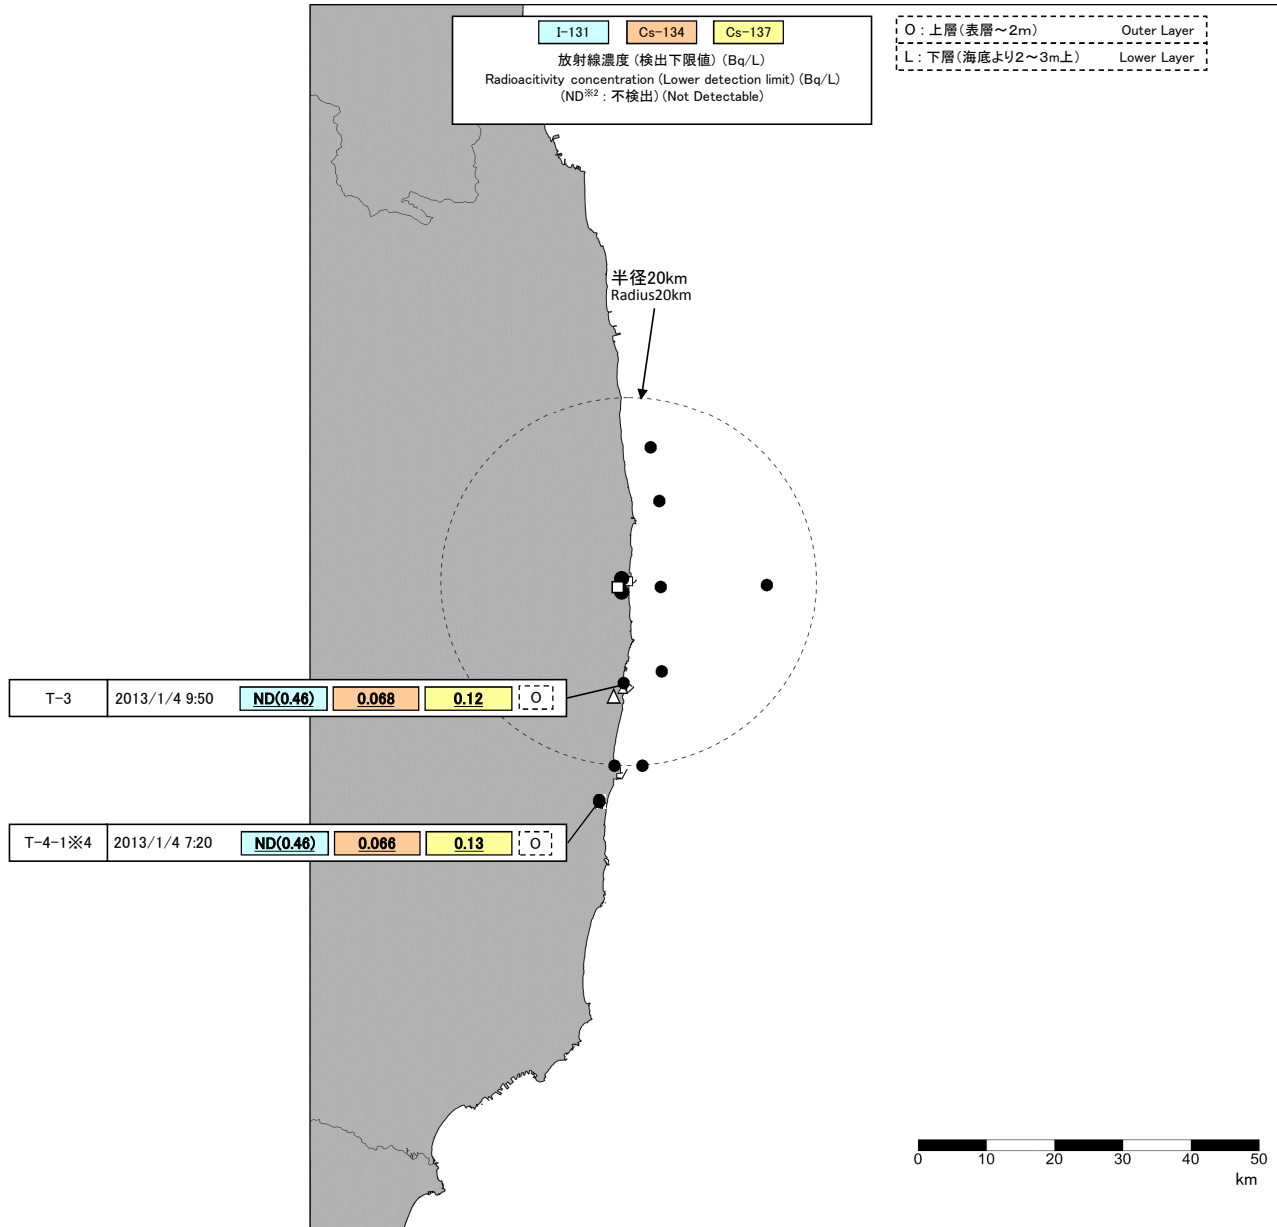 I-131 Cs-134 Cs-137
放射線濃度 (検出下限値) (Bq/L)
Radioacitivity concentration (Lower detection limit) (Bq/L)
(ND※2 : 不検出) (Not Detectable)
O : 上層(表層～2m) Outer Layer
L : 下層(海底より2～3m上) Lower Layer
半径20km
Radius20km
T-3 2013/1/4 9:50 ND(0.46) 0.068 0.12 O
T-4-1※4 2013/1/4 7:20 ND(0.46) 0.066 0.13 O
0 10 20 30 40 50
km